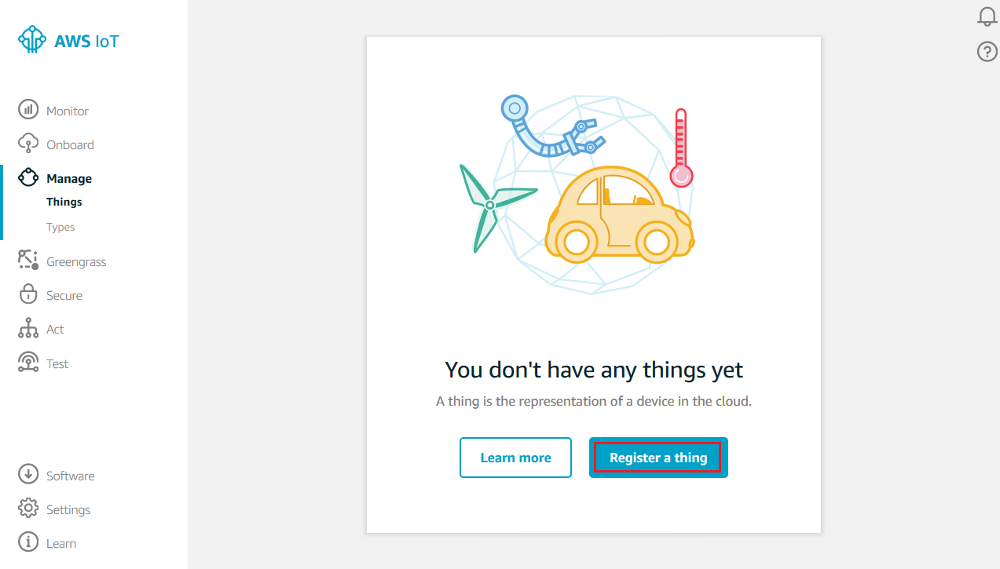 AWS IoT
Monitor
Onboard
Manage
Things
Types
Greengrass
Secure
Act
Test
Software
Settings
Learn
You don't have any things yet
A thing is the representation of a device in the cloud.
Learn more
Register a thing